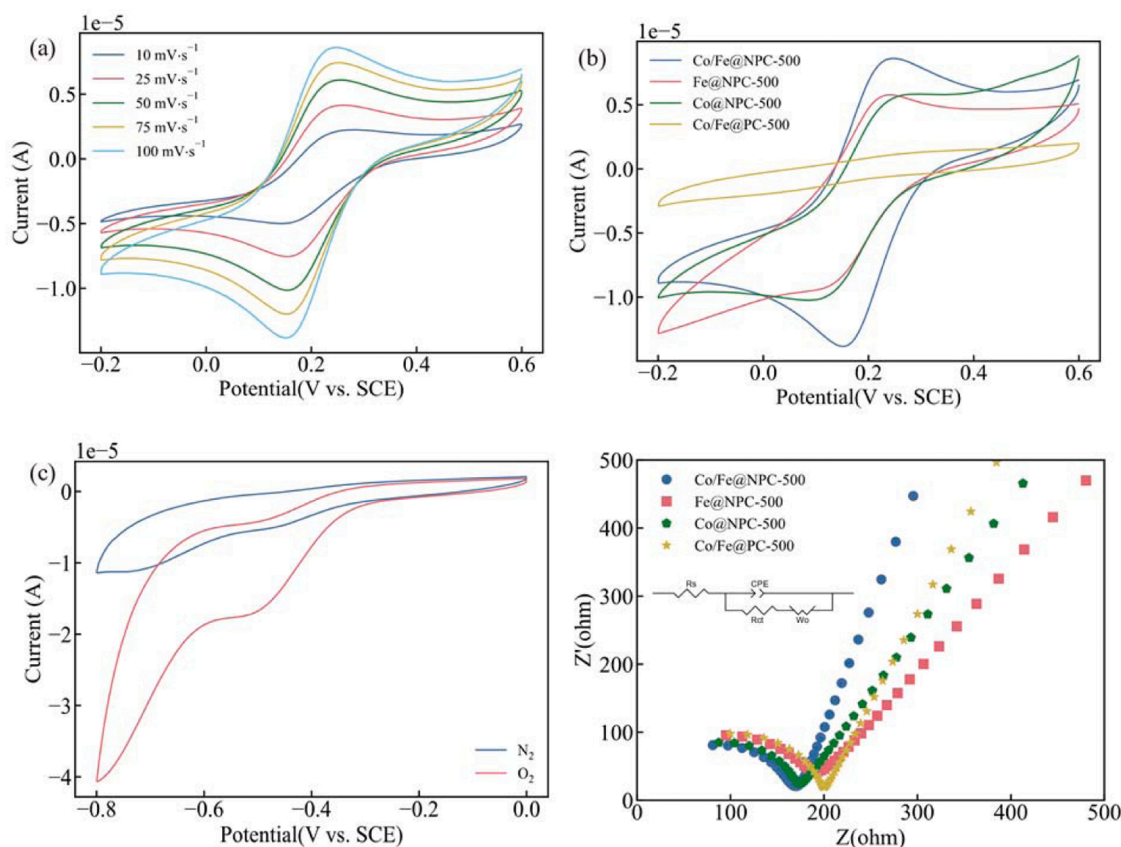 1e−5
(a)
10 mV·s⁻¹
25 mV·s⁻¹
50 mV·s⁻¹
75 mV·s⁻¹
100 mV·s⁻¹
0.5
0.0
−0.5
−1.0
Current (A)
−0.2
0.0
0.2
0.4
0.6
Potential(V vs. SCE)
1e−5
(b)
Co/Fe@NPC-500
Fe@NPC-500
Co@NPC-500
Co/Fe@PC-500
0.5
0.0
−0.5
−1.0
Current (A)
−0.2
0.0
0.2
0.4
0.6
Potential(V vs. SCE)
1e−5
(c)
0
−1
−2
−3
−4
Current (A)
N₂
O₂
−0.8
−0.6
−0.4
−0.2
0.0
Potential(V vs. SCE)
500
400
300
200
100
0
Z'(ohm)
Co/Fe@NPC-500
Fe@NPC-500
Co@NPC-500
Co/Fe@PC-500
Rs
CPE
Rct
Wo
100
200
300
400
500
Z(ohm)